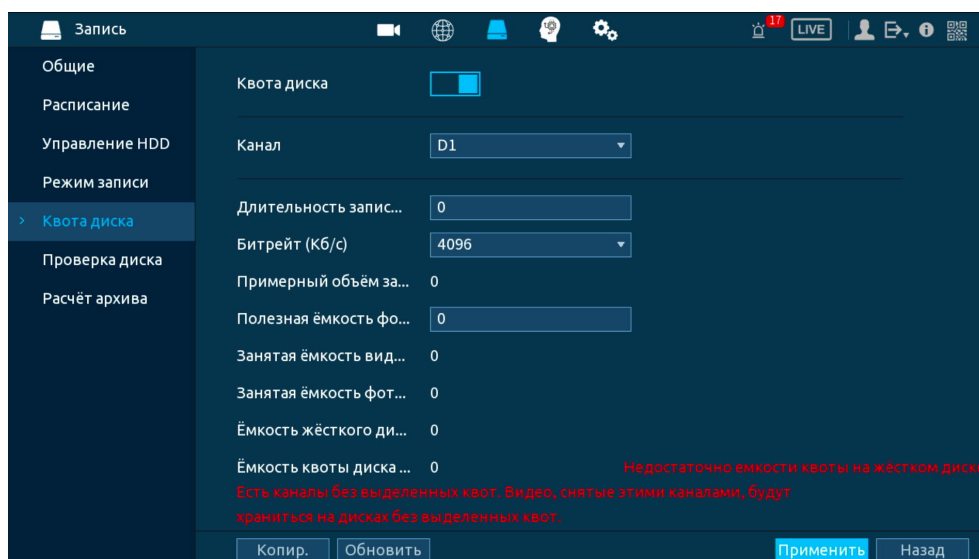 Запись
17
LIVE
Общие
Расписание
Управление HDD
Режим записи
Квота диска
Проверка диска
Расчёт архива
Квота диска
Канал
D1
Длительность запис...
0
Битрейт (Кб/с)
4096
Примерный объём за...
0
Полезная ёмкость фо...
0
Занятая ёмкость вид...
0
Занятая ёмкость фот...
0
Ёмкость жёсткого ди...
0
Ёмкость квоты диска ...
0
Недостаточно емкости квоты на жёстком диск
Есть каналы без выделенных квот. Видео, снятые этими каналами, будут
храниться на дисках без выделенных квот.
Копир.
Обновить
Применить
Назад